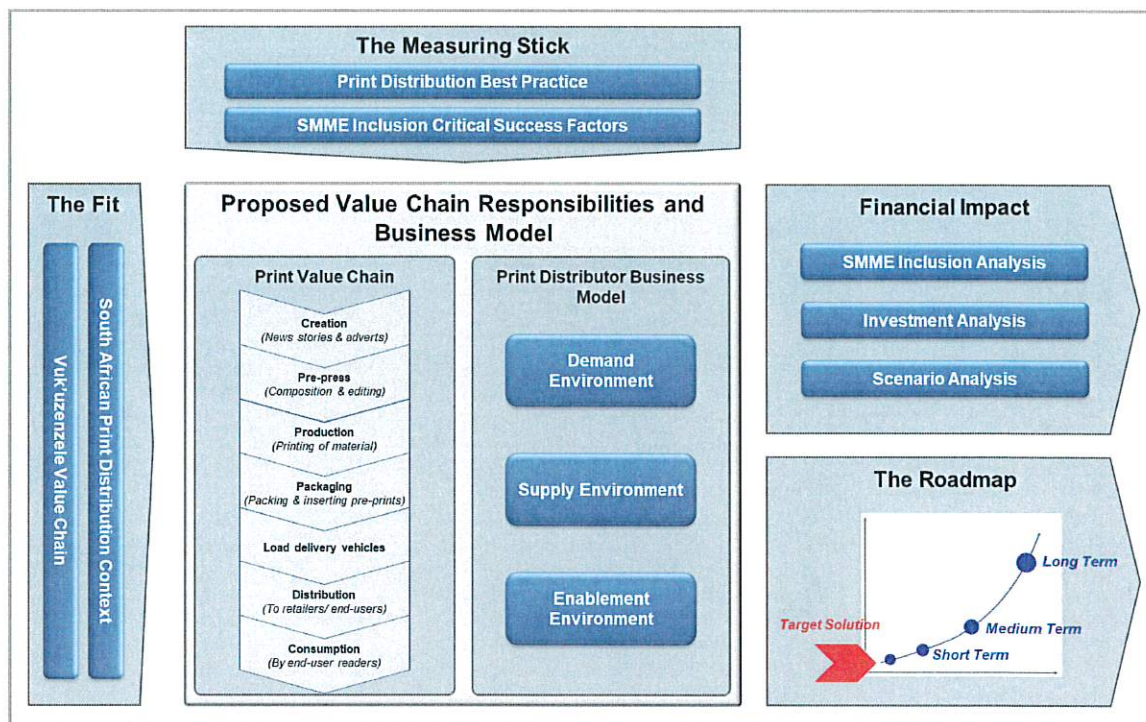 The Measuring Stick
Print Distribution Best Practice
SMME Inclusion Critical Success Factors
The Fit
Vuk'uzenzele Value Chain
South African Print Distribution Context
Proposed Value Chain Responsibilities and
Business Model
Print Value Chain
Creation
(News stories & adverts)
Pre-press
(Composition & editing)
Production
(Printing of material)
Packaging
(Packing & inserting pre-prints)
Load delivery vehicles
Distribution
(To retailers/ end-users)
Consumption
(By end-user readers)
Print Distributor Business
Model
Demand
Environment
Supply Environment
Enablement
Environment
Financial Impact
SMME Inclusion Analysis
Investment Analysis
Scenario Analysis
The Roadmap
Long Term
Medium Term
Short Term
Target Solution